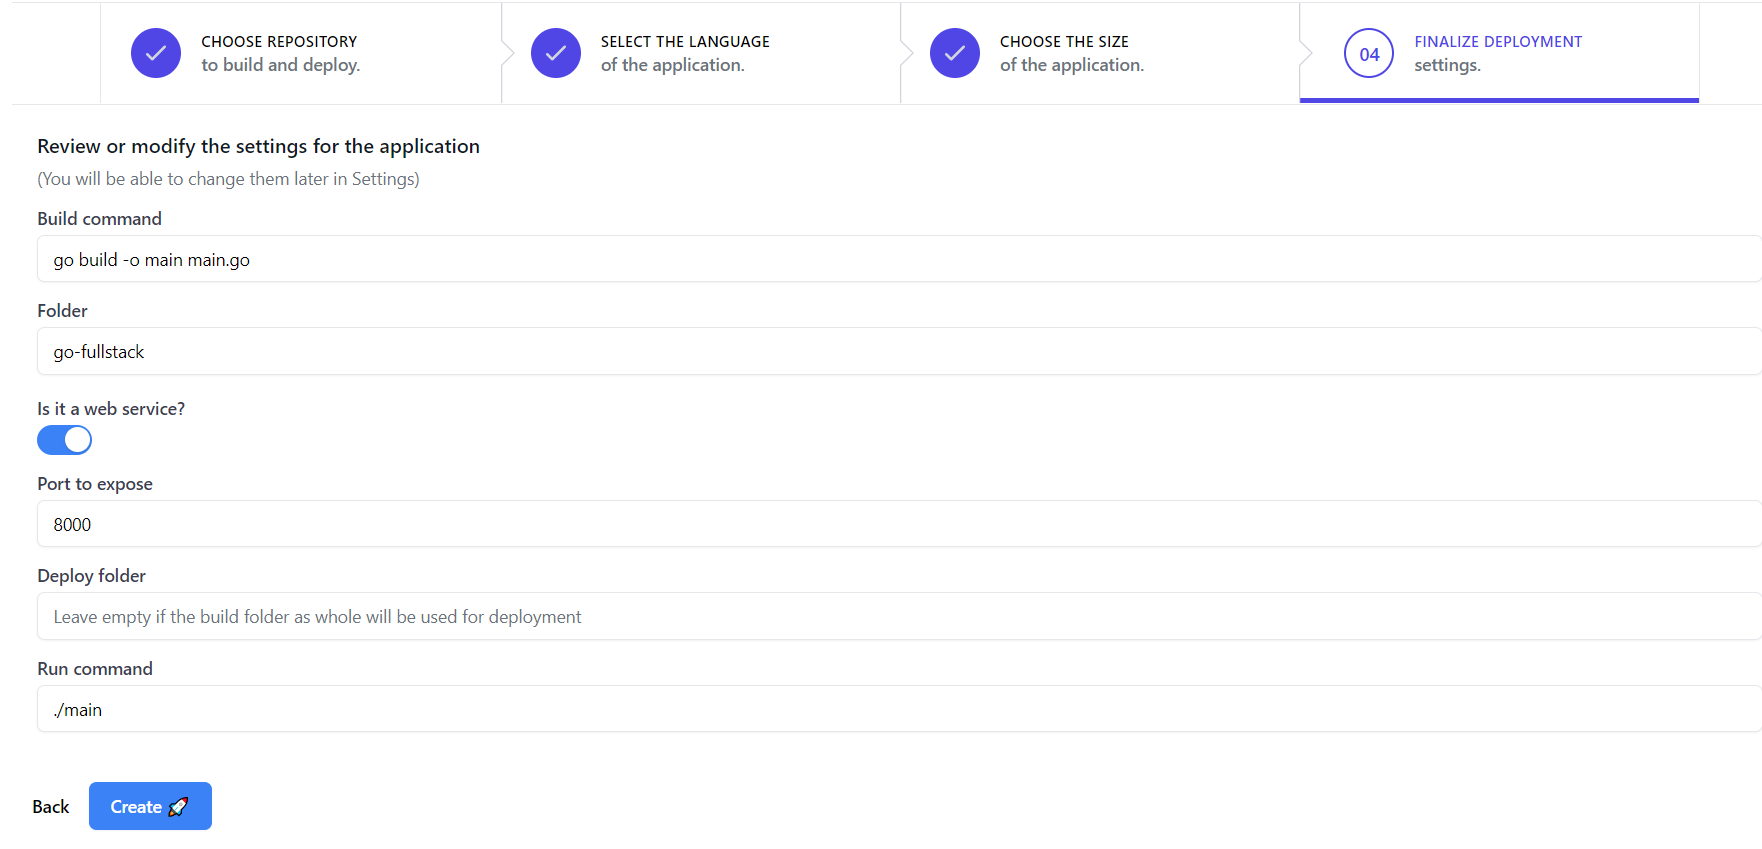 CHOOSE REPOSITORY
to build and deploy.
SELECT THE LANGUAGE
of the application.
CHOOSE THE SIZE
of the application.
04
FINALIZE DEPLOYMENT
settings.
Review or modify the settings for the application
(You will be able to change them later in Settings)
Build command
go build -o main main.go
Folder
go-fullstack
Is it a web service?
Port to expose
8000
Deploy folder
Leave empty if the build folder as whole will be used for deployment
Run command
./main
Back
Create 🚀